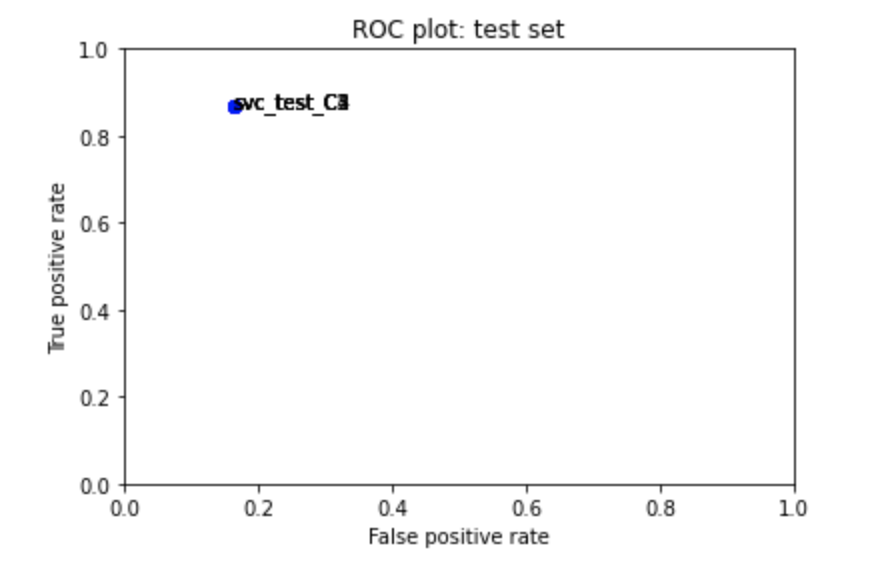 ROC plot: test set
1.0
svc_test_
0.8
True positive rate
0.6
0.4
0.2
0.0
0.0 0.2 0.4 0.6 0.8 1.0
False positive rate